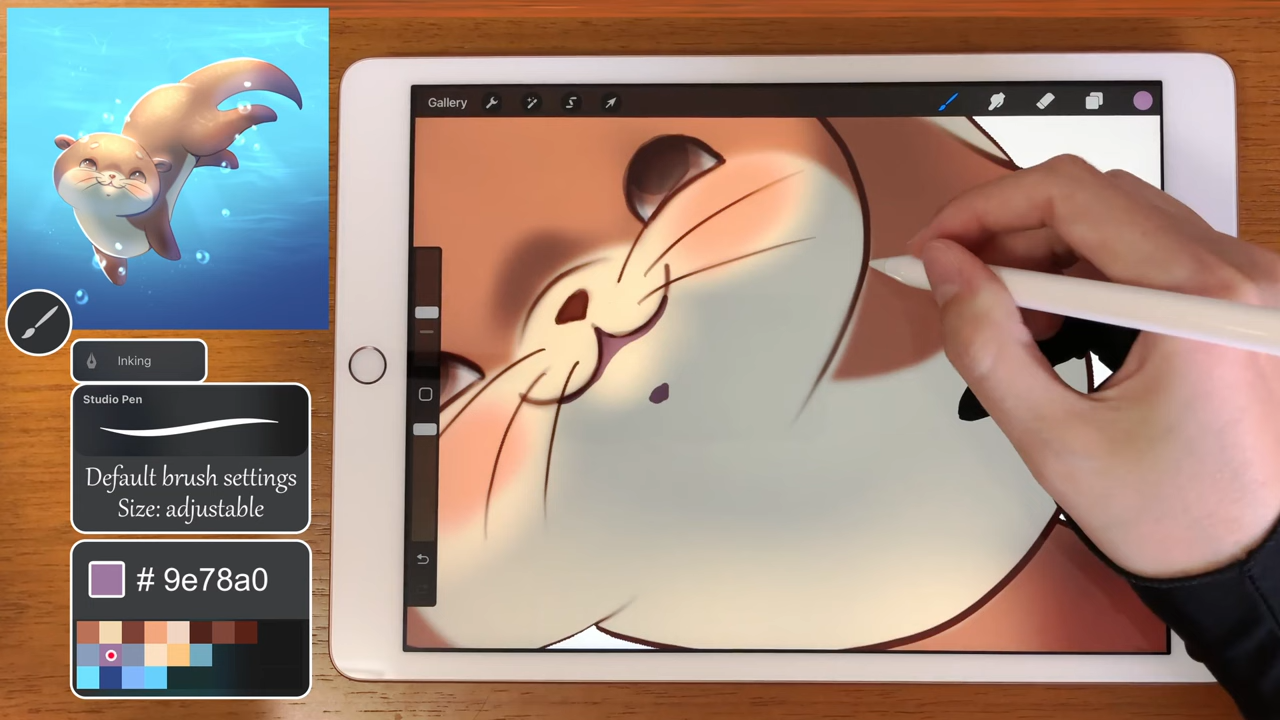 Gallery
Inking
Studio Pen
Default brush settings
Size: adjustable
# 9e78a0